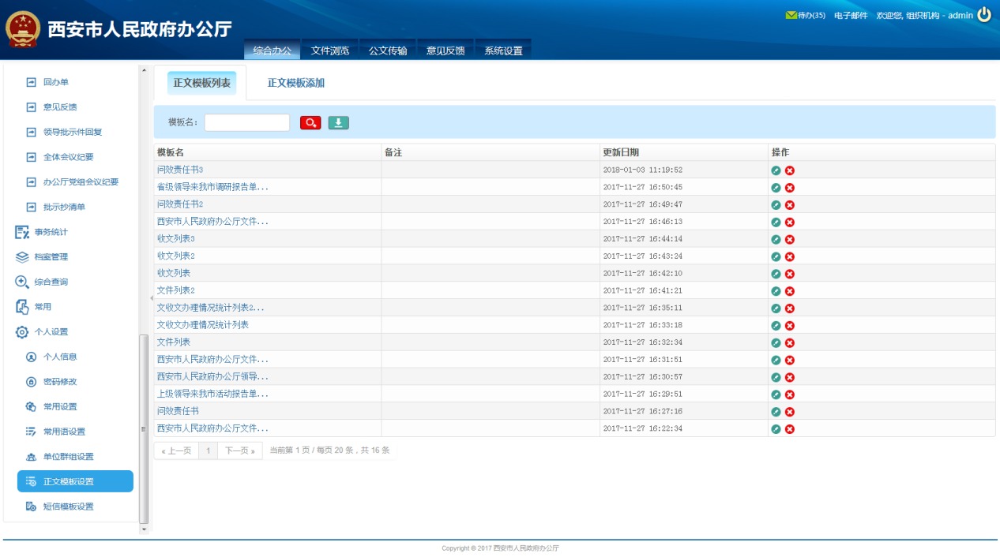 西安市人民政府办公厅
待办(35) 电子邮件 欢迎您, 组织机构 - admin
综合办公 文件浏览 公文传输 意见反馈 系统设置
回办单
意见反馈
领导批示件回复
全体会议纪要
办公厅党组会议纪要
批示抄清单
事务统计
档案管理
综合查询
常用
个人设置
个人信息
密码修改
常用设置
常用语设置
单位群组设置
正文模板设置
短信模板设置
正文模板列表 正文模板添加
模板名：
模板名 备注 更新日期 操作
问效责任书3 2018-01-03 11:19:52
省级领导来我市调研报告单... 2017-11-27 16:50:45
问效责任书2 2017-11-27 16:49:47
西安市人民政府办公厅文件... 2017-11-27 16:46:13
收文列表3 2017-11-27 16:44:14
收文列表2 2017-11-27 16:43:24
收文列表 2017-11-27 16:42:10
文件列表2 2017-11-27 16:41:21
文收文办理情况统计列表2... 2017-11-27 16:35:11
文收文办理情况统计列表 2017-11-27 16:33:18
文件列表 2017-11-27 16:32:34
西安市人民政府办公厅文件... 2017-11-27 16:31:51
西安市人民政府办公厅领导... 2017-11-27 16:30:57
上级领导来我市活动报告单... 2017-11-27 16:29:51
问效责任书 2017-11-27 16:27:16
西安市人民政府办公厅文件... 2017-11-27 16:22:34
« 上一页 1 下一页 » 当前第 1 页 / 每页 20 条，共 16 条
Copyright © 2017 西安市人民政府办公厅